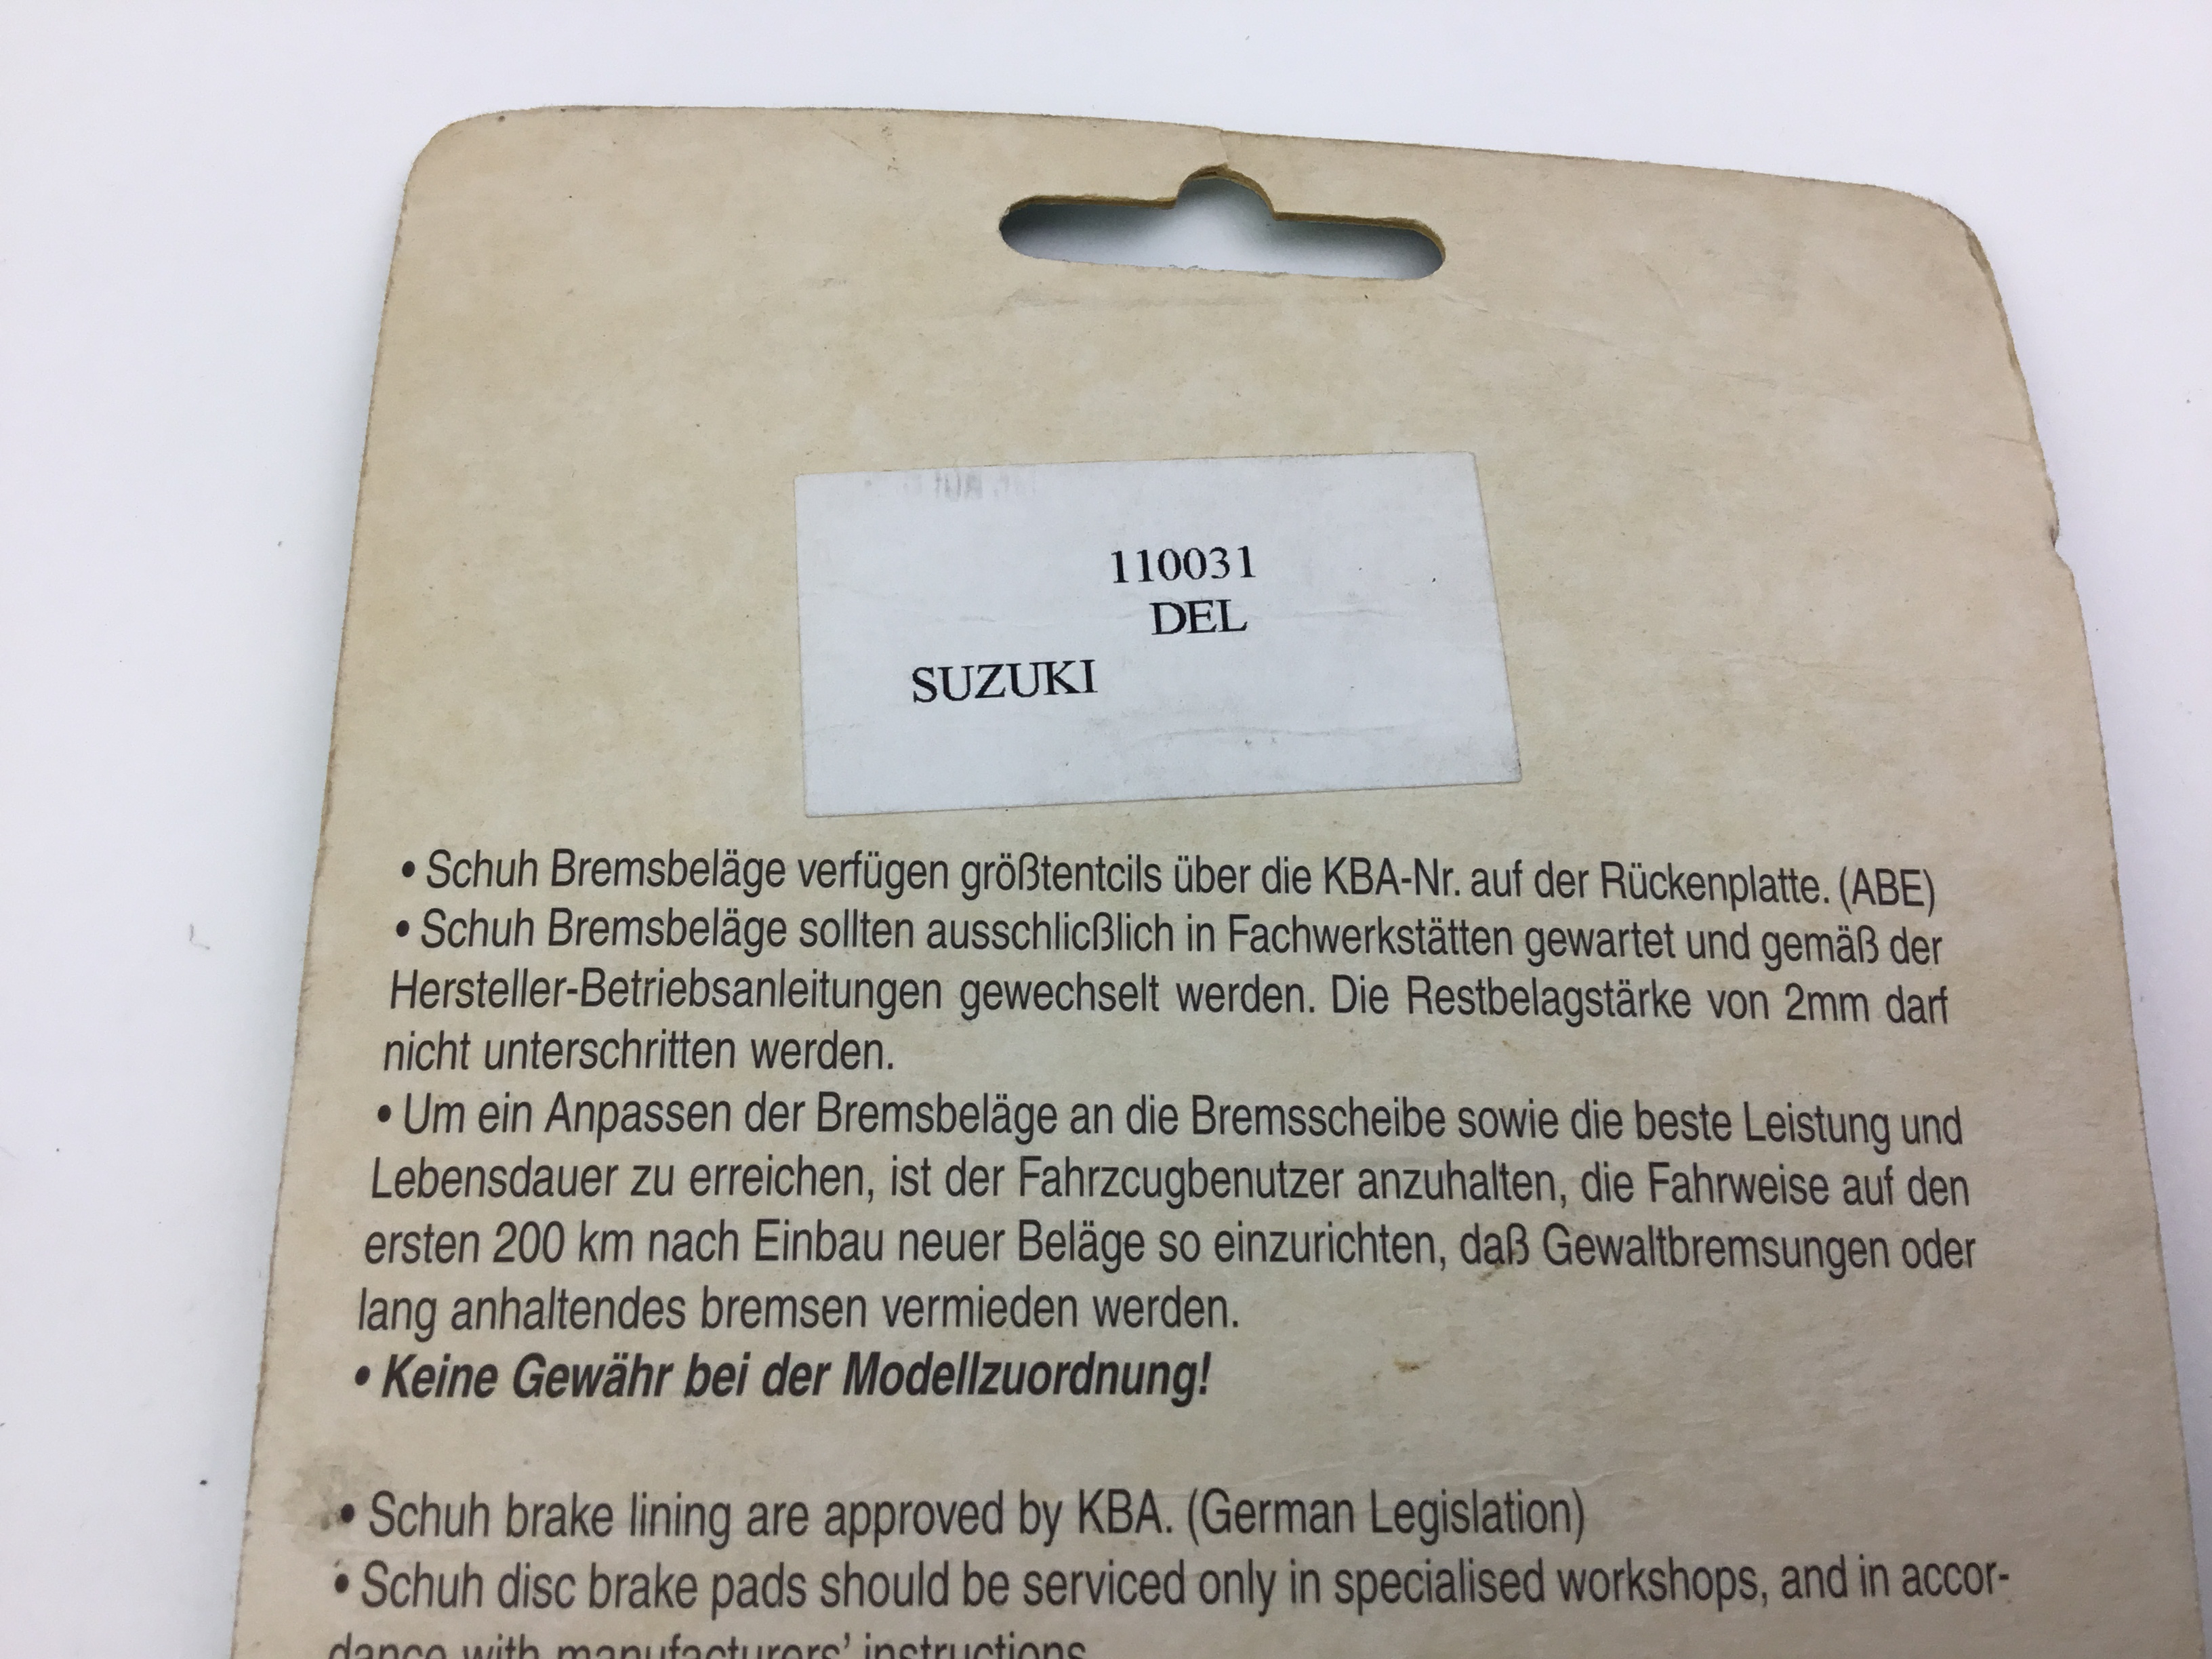 110031
DEL
SUZUKI
• Schuh Bremsbeläge verfügen größtentcils über die KBA-Nr. auf der Rückenplatte. (ABE)
• Schuh Bremsbeläge sollten ausschlicßlich in Fachwerkstätten gewartet und gemäß der
Hersteller-Betriebsanleitungen gewechselt werden. Die Restbelagstärke von 2mm darf
nicht unterschritten werden.
• Um ein Anpassen der Bremsbeläge an die Bremsscheibe sowie die beste Leistung und
Lebensdauer zu erreichen, ist der Fahrzcugbenutzer anzuhalten, die Fahrweise auf den
ersten 200 km nach Einbau neuer Beläge so einzurichten, daß Gewaltbremsungen oder
lang anhaltendes bremsen vermieden werden.
• Keine Gewähr bei der Modellzuordnung!
• Schuh brake lining are approved by KBA. (German Legislation)
• Schuh disc brake pads should be serviced only in specialised workshops, and in accor-
dance with manufacturers' instructions.